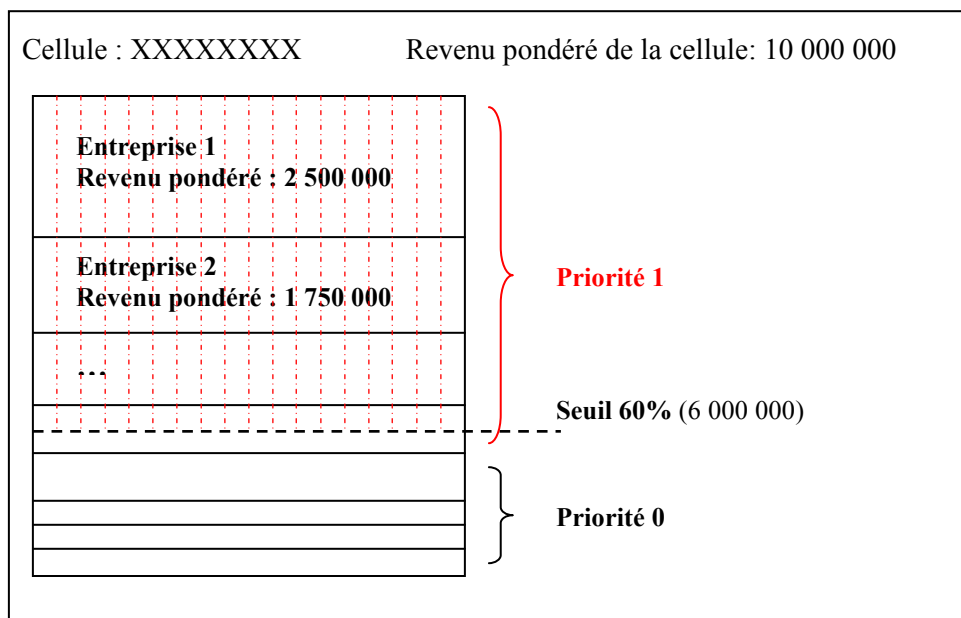 Cellule : XXXXXXXX Revenu pondéré de la cellule: 10 000 000
Entreprise 1
Revenu pondéré : 2 500 000
Entreprise 2
Revenu pondéré : 1 750 000
Priorité 1
…
Seuil 60% (6 000 000)
Priorité 0